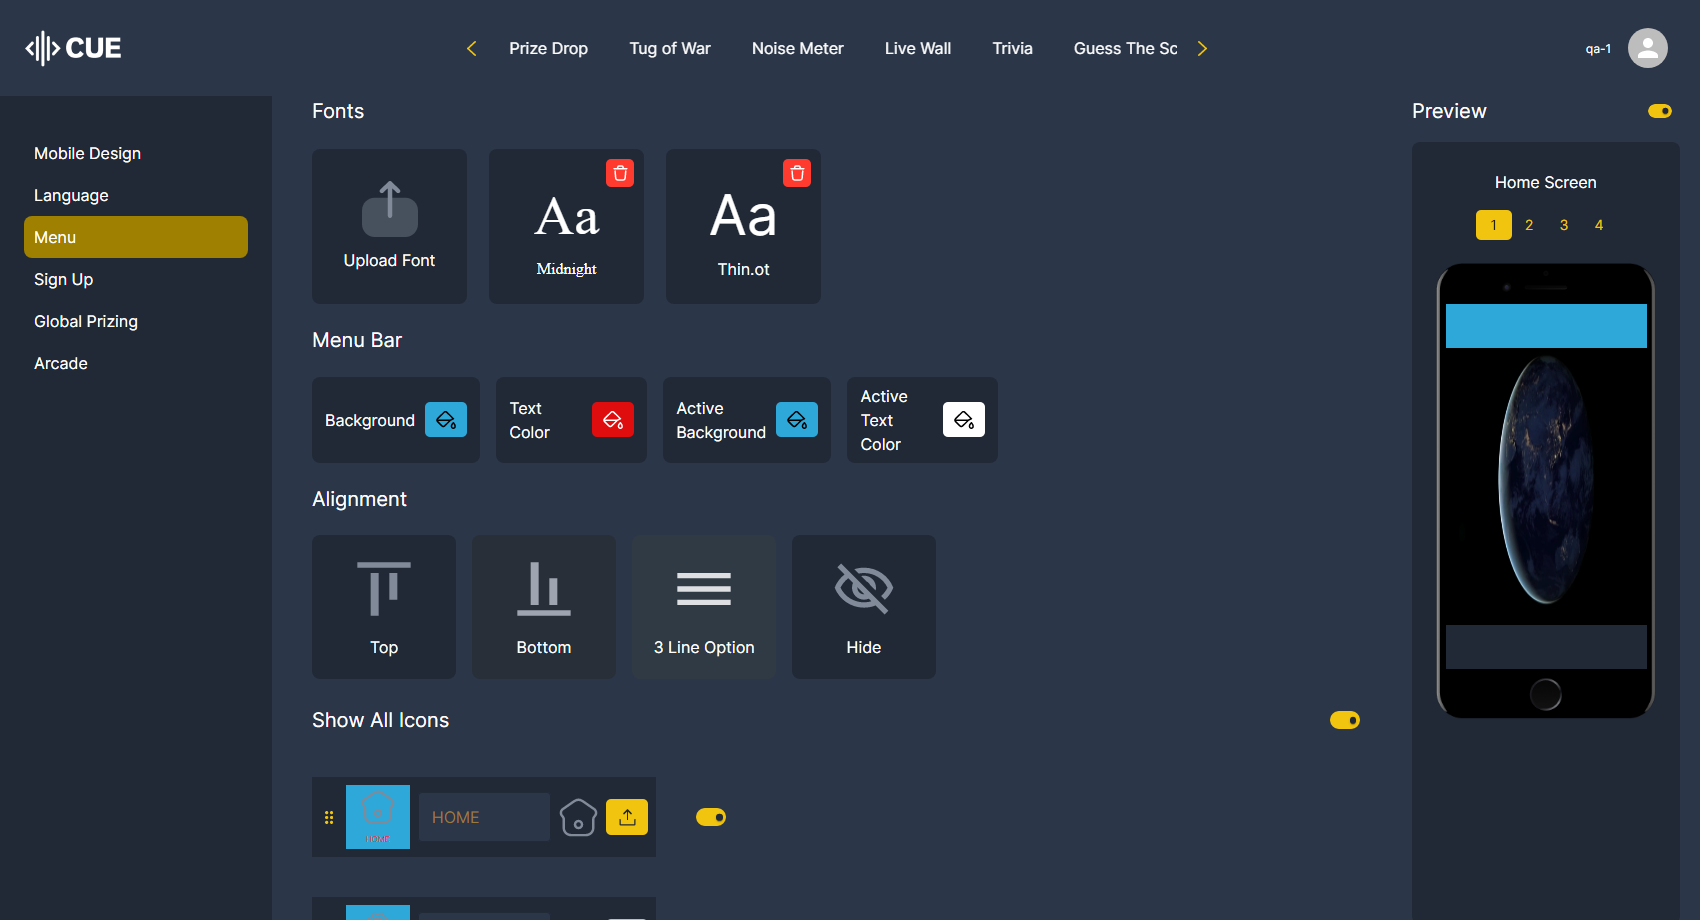 CUE
Prize Drop
Tug of War
Noise Meter
Live Wall
Trivia
Guess The Sc
qa-1
Mobile Design
Language
Menu
Sign Up
Global Prizing
Arcade
Fonts
Upload Font
Aa
Midnight
Aa
Thin.ot
Menu Bar
Background
Text
Color
Active
Background
Active
Text
Color
Alignment
Top
Bottom
3 Line Option
Hide
Show All Icons
HOME
HOME
Preview
Home Screen
1
2
3
4